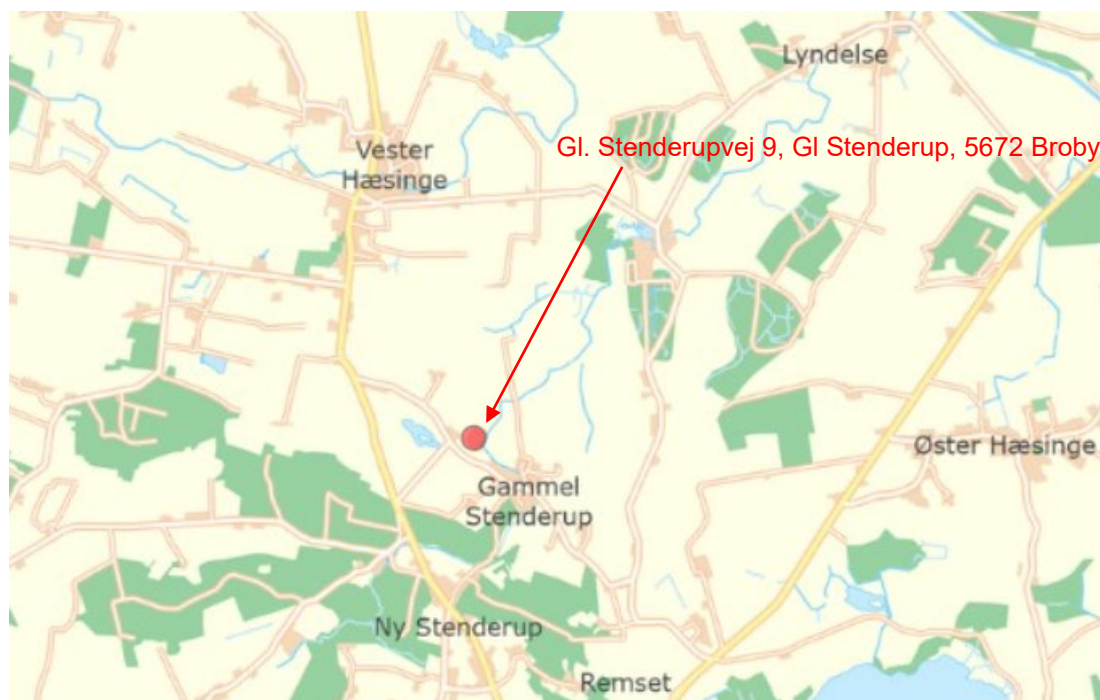 Lyndelse
Gl. Stenderupvej 9, Gl Stenderup, 5672 Broby
Vester
Hæsinge
Øster Hæsinge
Gammel
Stenderup
Ny Stenderup
Remset